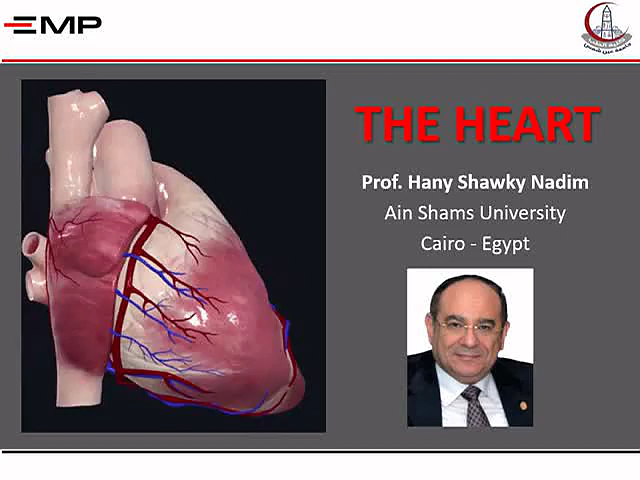 EMP
THE HEART
Prof. Hany Shawky Nadim
Ain Shams University
Cairo - Egypt